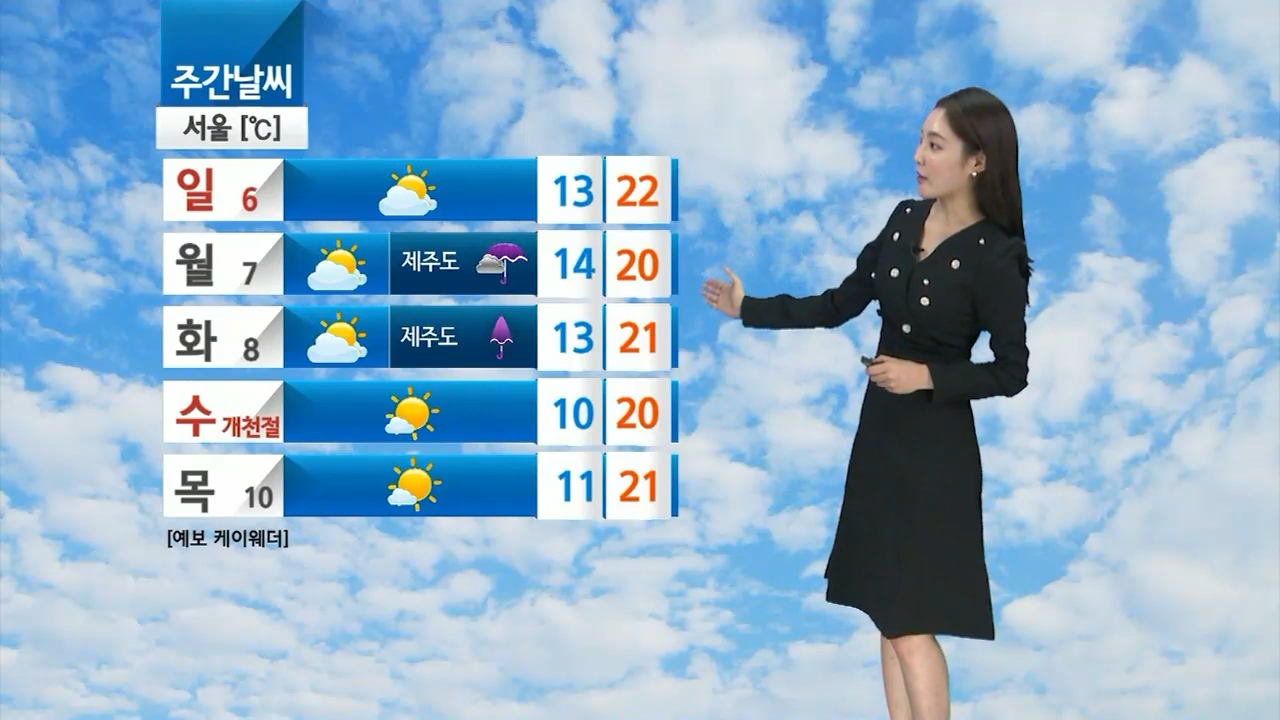 주간날씨
서울 [℃]
일 6 13 22
월 7 제주도 14 20
화 8 제주도 13 21
수 개천절 10 20
목 10 11 21
[예보 케이웨더]